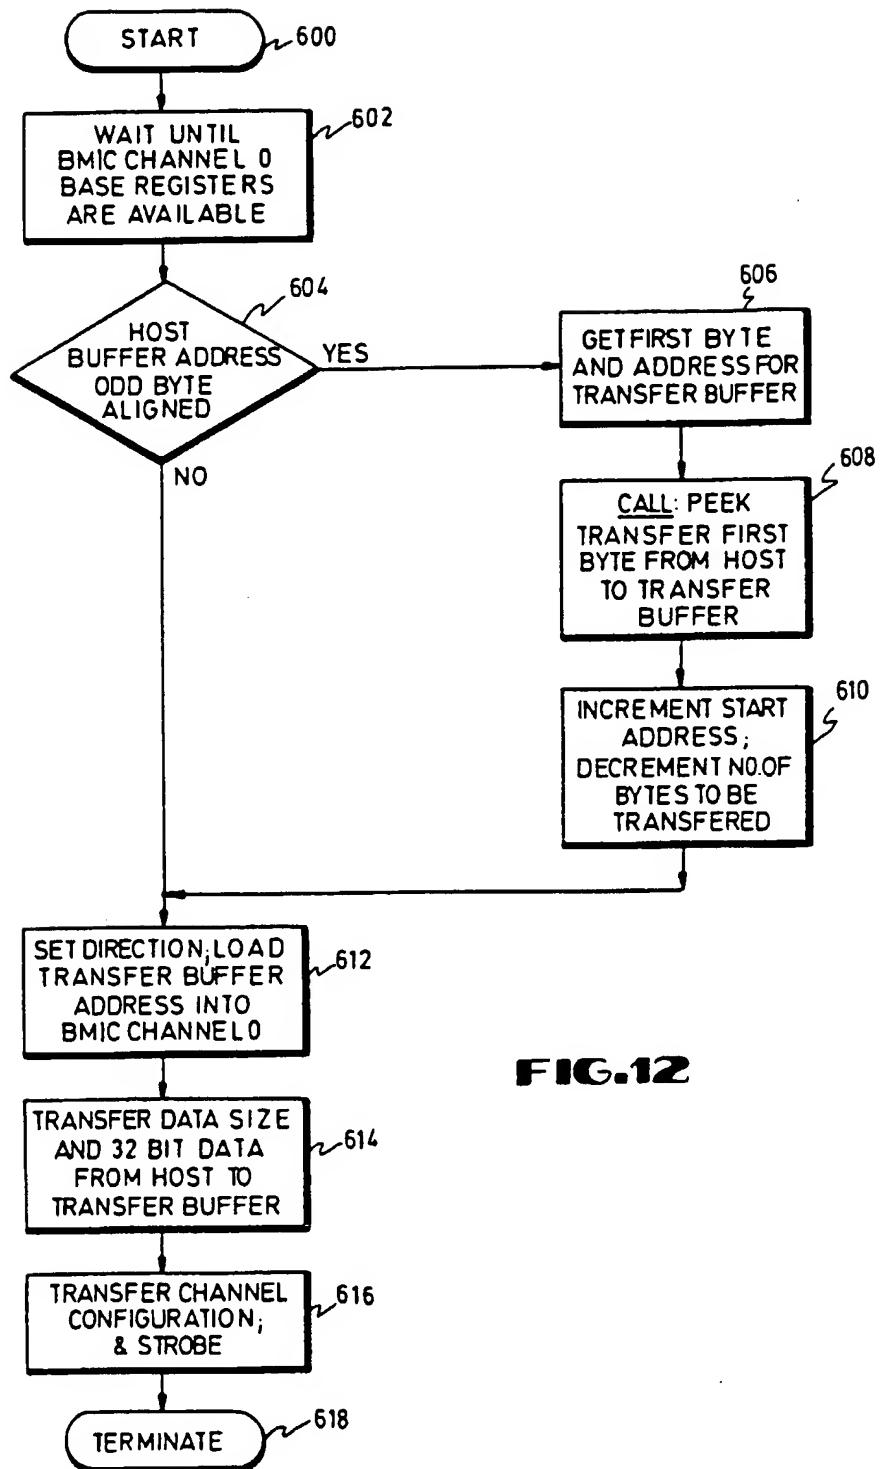 START
600
WAIT UNTIL
BMIC CHANNEL 0
BASE REGISTERS
ARE AVAILABLE
602
HOST
BUFFER ADDRESS
ODD BYTE
ALIGNED
604
YES
NO
606
GET FIRST BYTE
AND ADDRESS FOR
TRANSFER BUFFER
608
CALL: PEEK
TRANSFER FIRST
BYTE FROM HOST
TO TRANSFER
BUFFER
610
INCREMENT START
ADDRESS;
DECREMENT NO. OF
BYTES TO BE
TRANSFERED
SET DIRECTION; LOAD
TRANSFER BUFFER
ADDRESS INTO
BMIC CHANNEL 0
612
FIG.12
TRANSFER DATA SIZE
AND 32 BIT DATA
FROM HOST TO
TRANSFER BUFFER
614
TRANSFER CHANNEL
CONFIGURATION;
& STROBE
616
TERMINATE
618